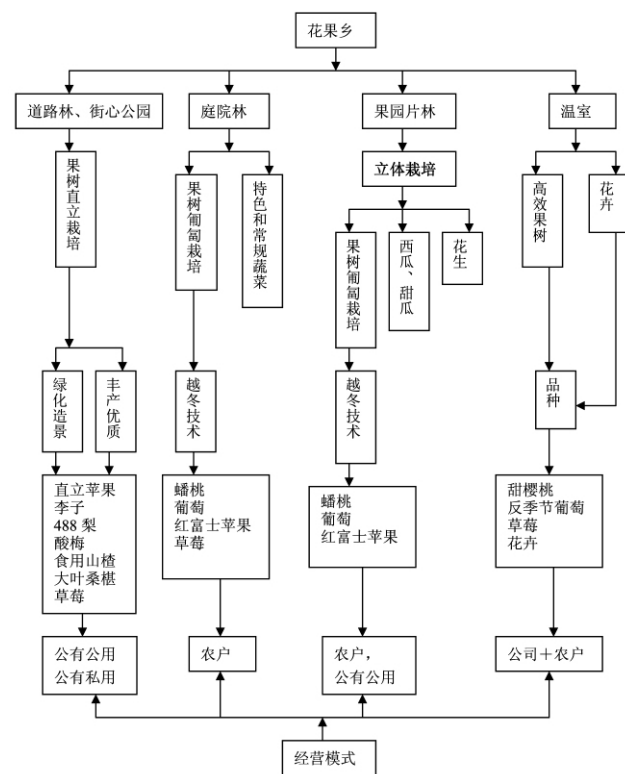 花果乡
道路林、街心公园
庭院林
果园片林
温室
果树直立栽培
果树匍匐栽培
特色和常规蔬菜
立体栽培
高效果树
花卉
果树匍匐栽培
西瓜、甜瓜
花生
绿化造景
丰产优质
越冬技术
越冬技术
品种
直立苹果
李子
488 梨
酸梅
食用山楂
大叶桑椹
草莓
蟠桃
葡萄
红富士苹果
草莓
蟠桃
葡萄
红富士苹果
甜樱桃
反季节葡萄
草莓
花卉
公有公用
公有私用
农户
农户，
公有公用
公司＋农户
经营模式